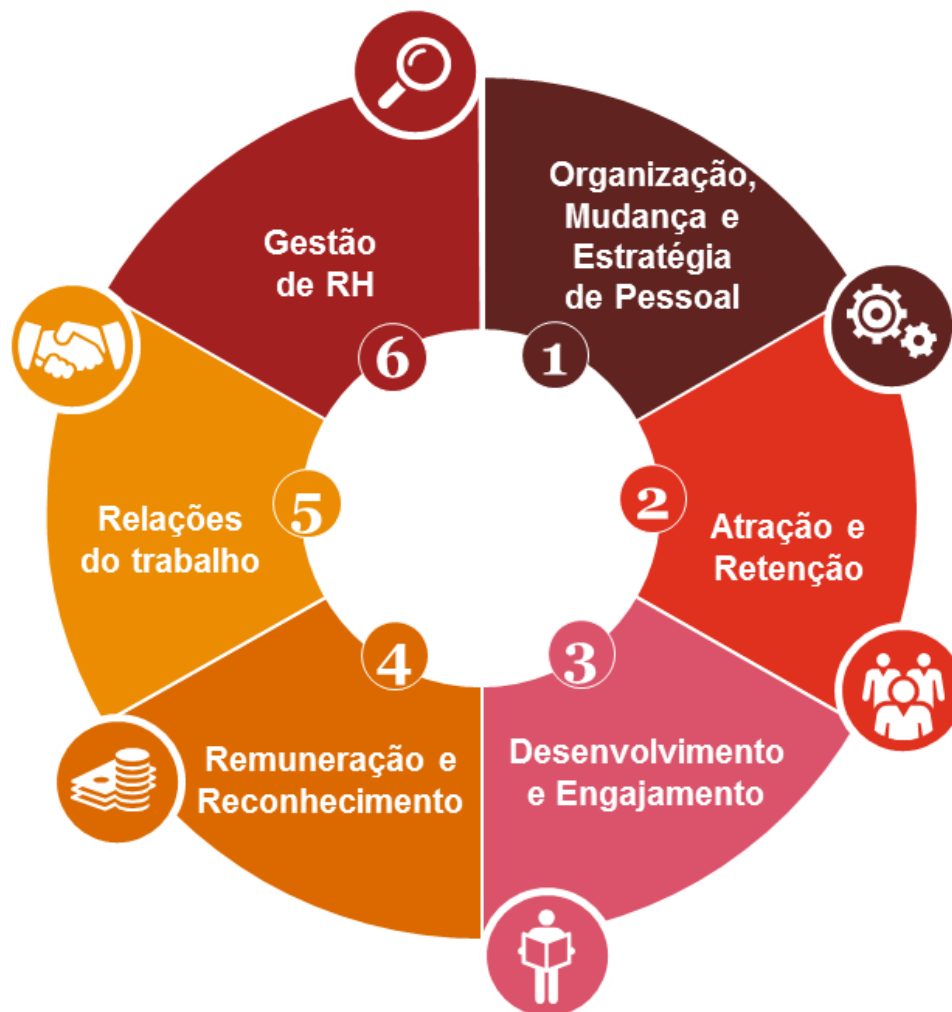 Organização,
Mudança e
Estratégia
de Pessoal
1
Atração e
Retenção
2
Desenvolvimento
e Engajamento
3
Remuneração e
Reconhecimento
4
Relações
do trabalho
5
Gestão
de RH
6